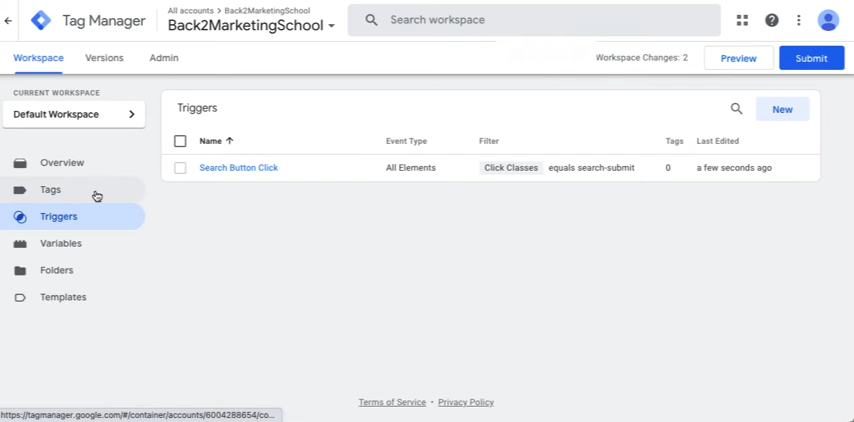 Tag Manager
All accounts > Back2MarketingSchool
Back2MarketingSchool
Search workspace
Workspace
Versions
Admin
Workspace Changes: 2
Preview
Submit
CURRENT WORKSPACE
Default Workspace
Overview
Tags
Triggers
Variables
Folders
Templates
Triggers
New
Name
Event Type
Filter
Tags
Last Edited
Search Button Click
All Elements
Click Classes equals search-submit
0
a few seconds ago
Terms of Service • Privacy Policy
https://tagmanager.google.com/#/container/accounts/6004288654/co...